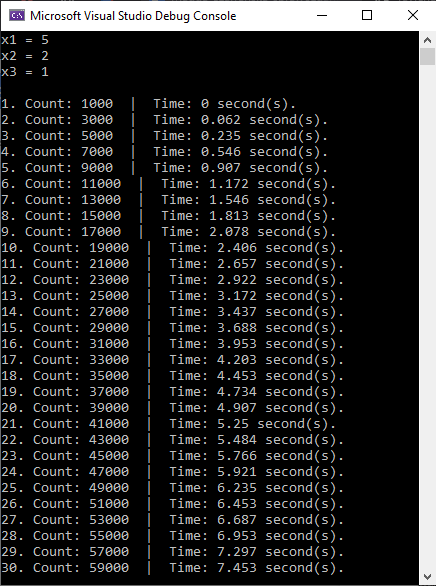 Microsoft Visual Studio Debug Console
x1 = 5
x2 = 2
x3 = 1
1. Count: 1000 | Time: 0 second(s).
2. Count: 3000 | Time: 0.062 second(s).
3. Count: 5000 | Time: 0.235 second(s).
4. Count: 7000 | Time: 0.546 second(s).
5. Count: 9000 | Time: 0.907 second(s).
6. Count: 11000 | Time: 1.172 second(s).
7. Count: 13000 | Time: 1.546 second(s).
8. Count: 15000 | Time: 1.813 second(s).
9. Count: 17000 | Time: 2.078 second(s).
10. Count: 19000 | Time: 2.406 second(s).
11. Count: 21000 | Time: 2.657 second(s).
12. Count: 23000 | Time: 2.922 second(s).
13. Count: 25000 | Time: 3.172 second(s).
14. Count: 27000 | Time: 3.437 second(s).
15. Count: 29000 | Time: 3.688 second(s).
16. Count: 31000 | Time: 3.953 second(s).
17. Count: 33000 | Time: 4.203 second(s).
18. Count: 35000 | Time: 4.453 second(s).
19. Count: 37000 | Time: 4.734 second(s).
20. Count: 39000 | Time: 4.907 second(s).
21. Count: 41000 | Time: 5.25 second(s).
22. Count: 43000 | Time: 5.484 second(s).
23. Count: 45000 | Time: 5.766 second(s).
24. Count: 47000 | Time: 5.921 second(s).
25. Count: 49000 | Time: 6.235 second(s).
26. Count: 51000 | Time: 6.453 second(s).
27. Count: 53000 | Time: 6.687 second(s).
28. Count: 55000 | Time: 6.953 second(s).
29. Count: 57000 | Time: 7.297 second(s).
30. Count: 59000 | Time: 7.453 second(s).